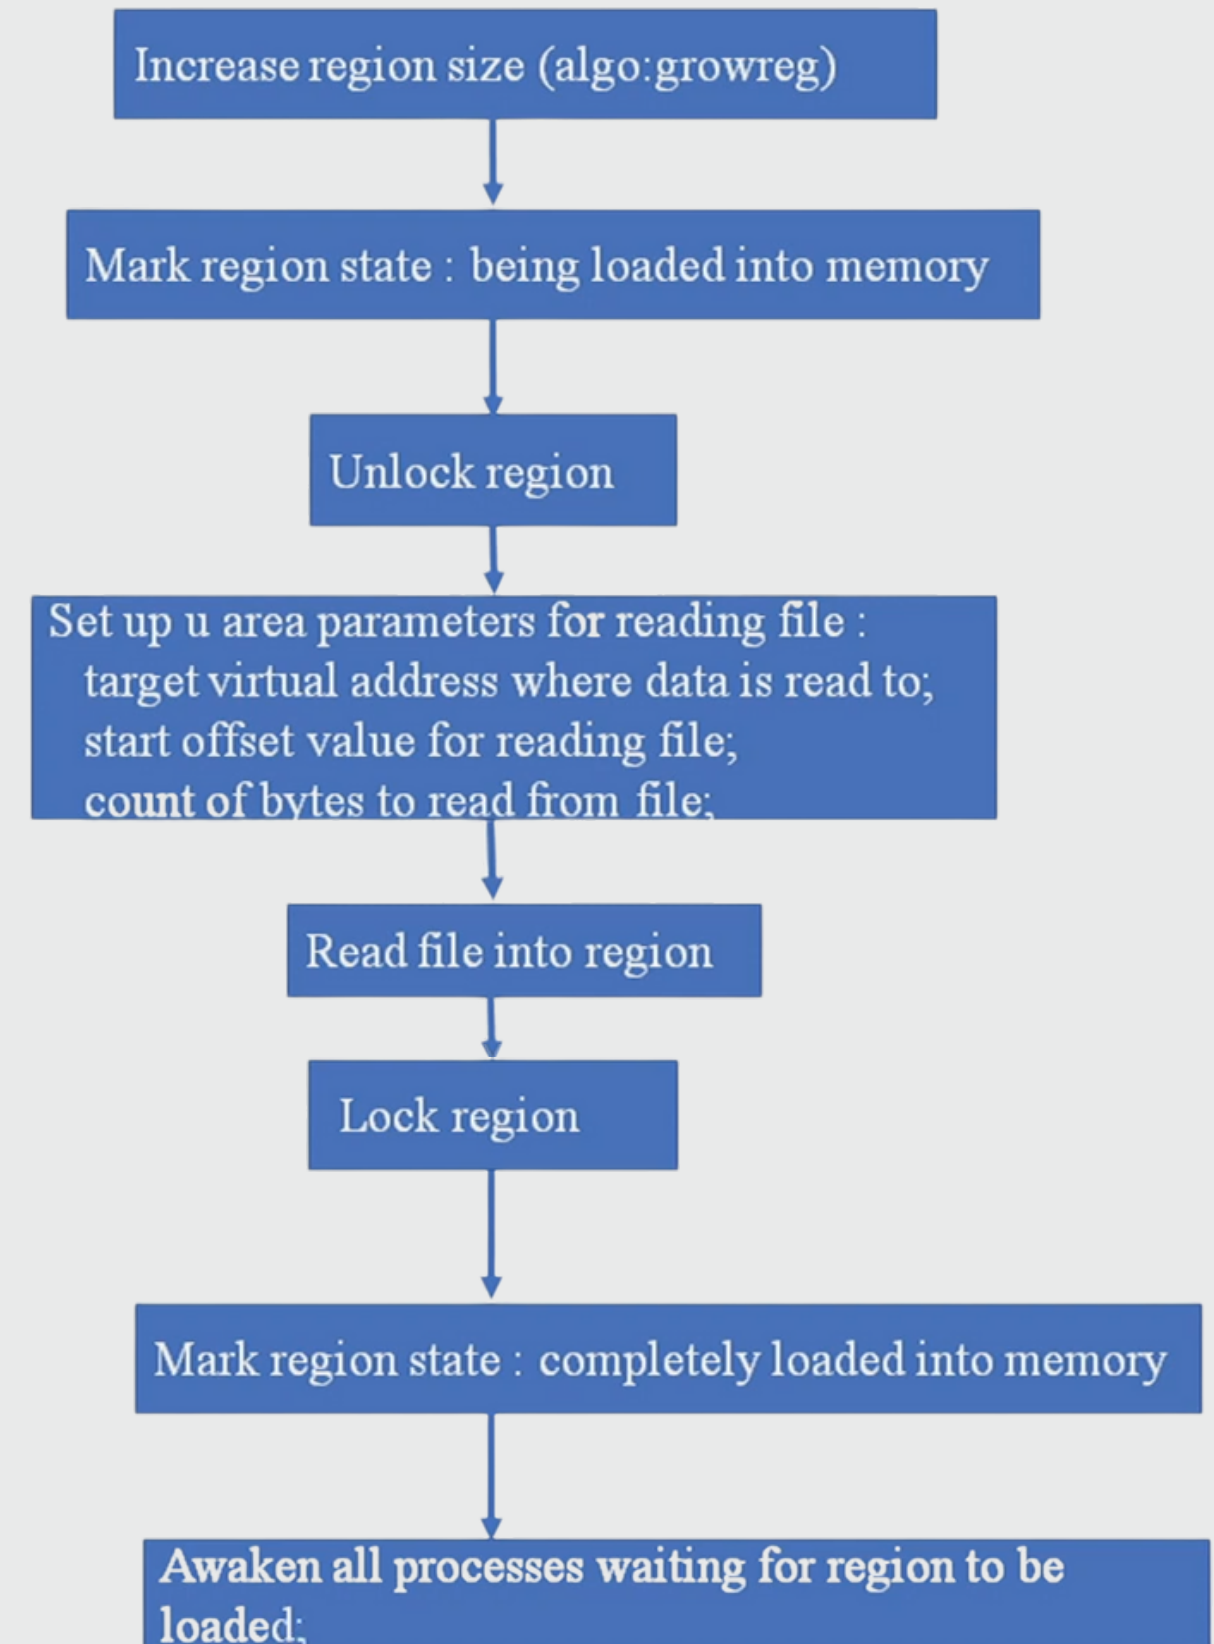 Increase region size (algo:growreg)
Mark region state : being loaded into memory
Unlock region
Set up u area parameters for reading file :
target virtual address where data is read to;
start offset value for reading file;
count of bytes to read from file;
Read file into region
Lock region
Mark region state : completely loaded into memory
Awaken all processes waiting for region to be
loaded;